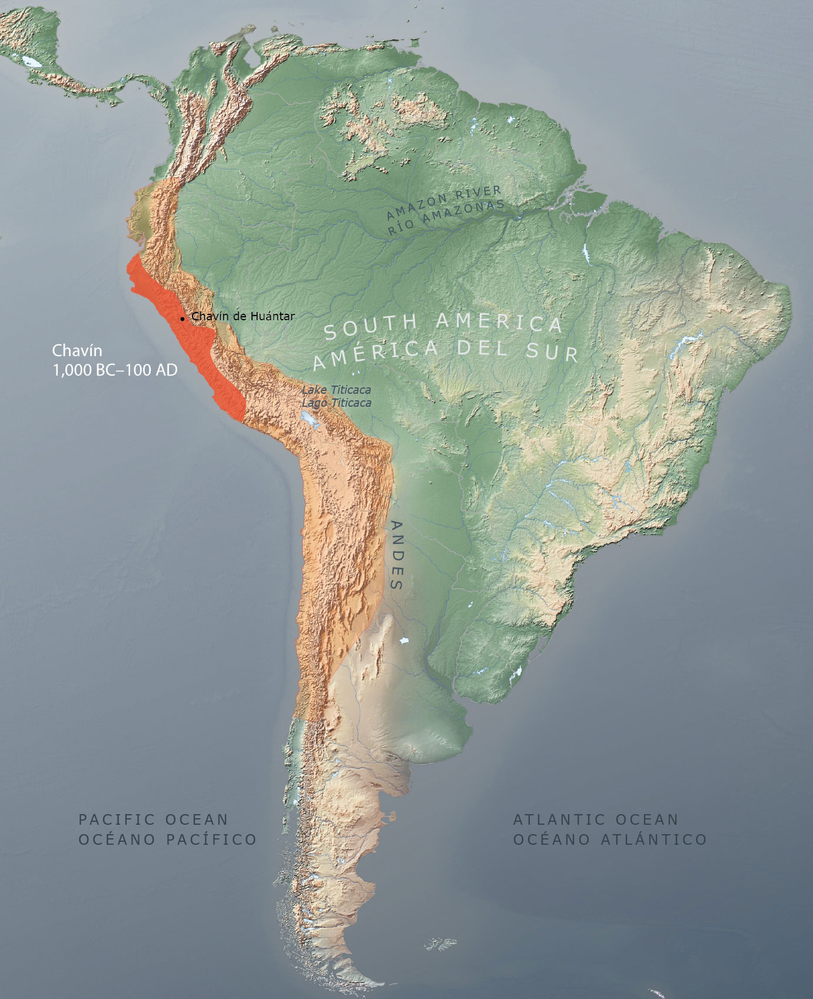 AMAZON RIVER
RÍO AMAZONAS
Chavín de Huántar
SOUTH AMERICA
AMÉRICA DEL SUR
Chavín
1,000 BC–100 AD
Lake Titicaca
Lago Titicaca
ANDES
PACIFIC OCEAN
OCÉANO PACÍFICO
ATLANTIC OCEAN
OCÉANO ATLÁNTICO